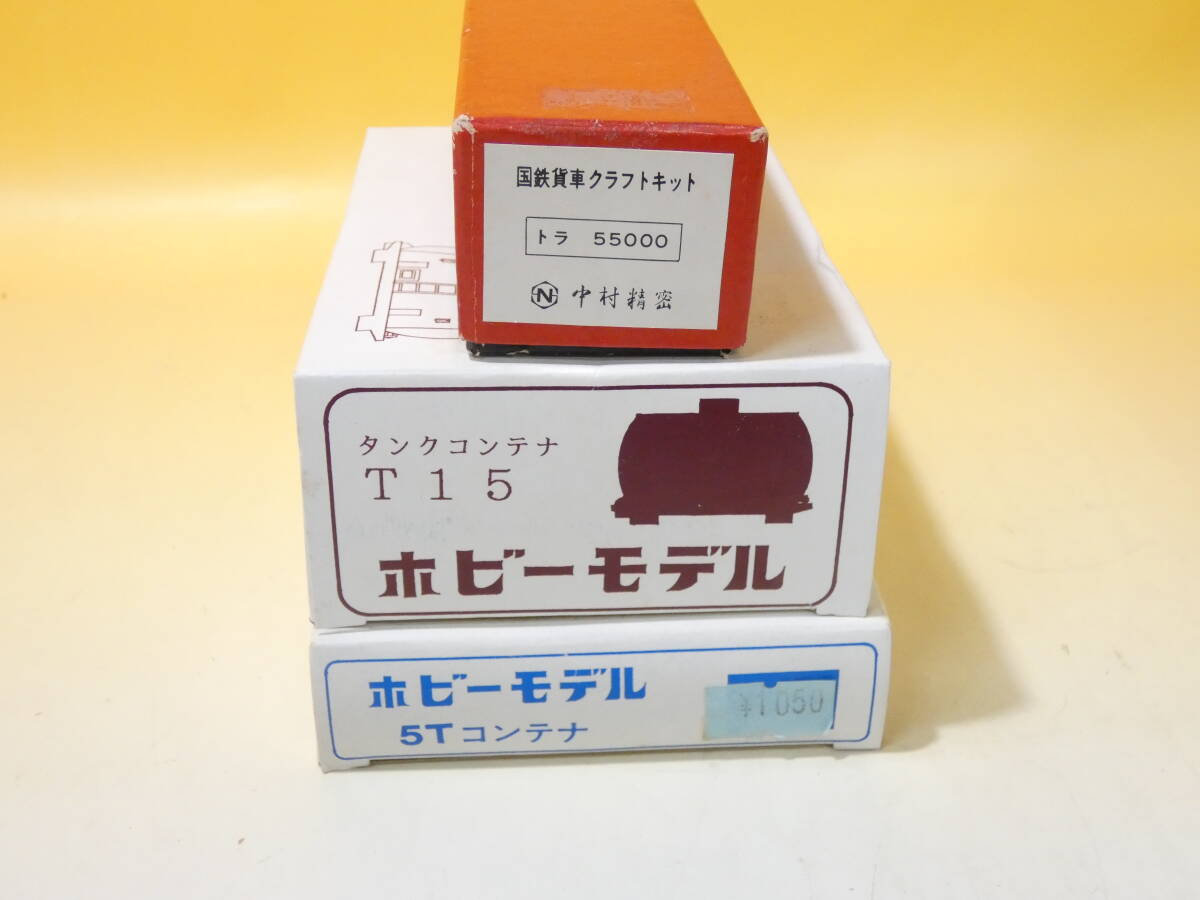 国鉄貨車クラフトキット
トラ 55000
N 中村精密
タンクコンテナ
T15
ホビーモデル
ホビーモデル
5Tコンテナ
¥1050